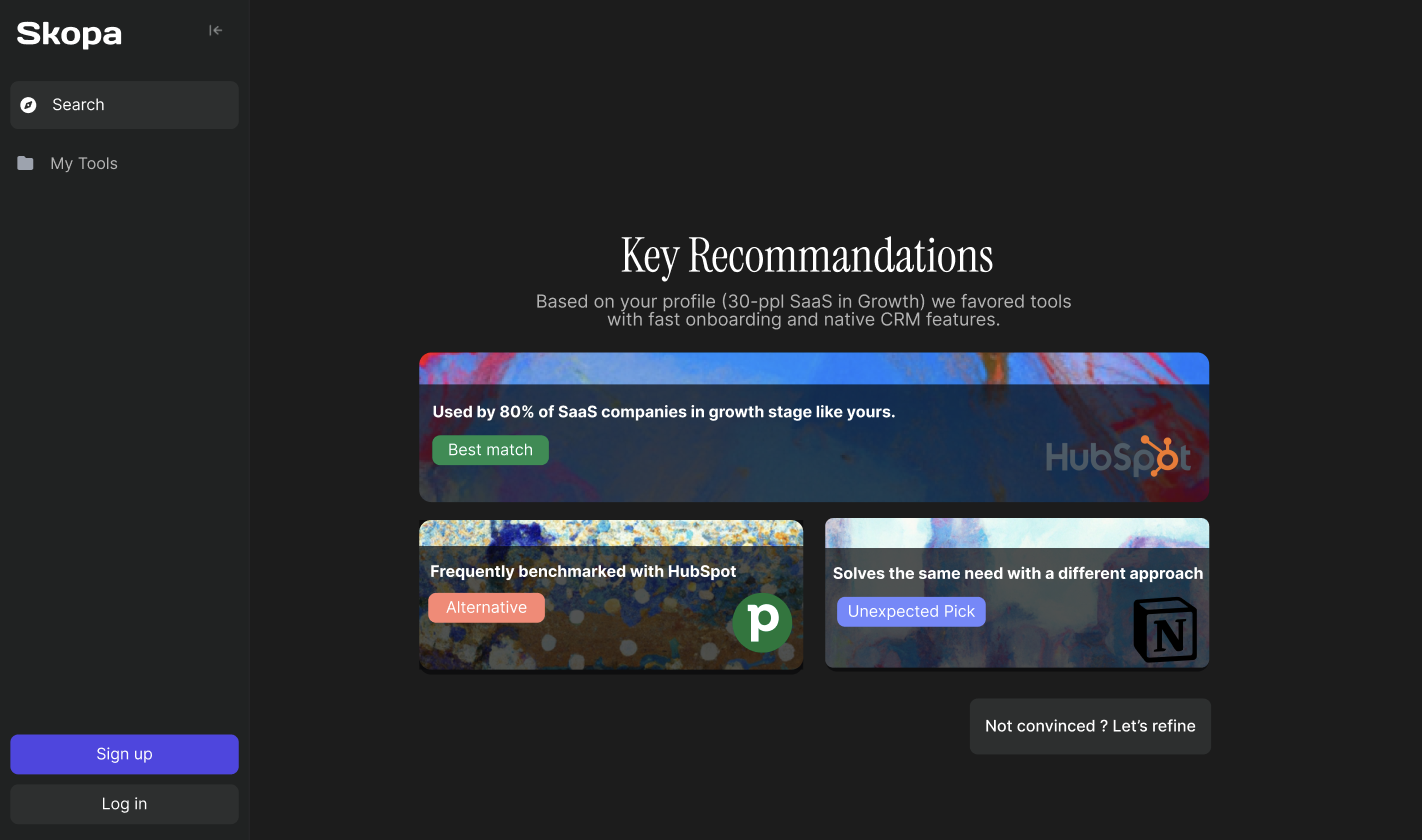 Skopa
Search
My Tools
Key Recommandations
Based on your profile (30-ppl SaaS in Growth) we favored tools
with fast onboarding and native CRM features.
Used by 80% of SaaS companies in growth stage like yours.
Best match
HubSpot
Frequently benchmarked with HubSpot
Alternative
p
Solves the same need with a different approach
Unexpected Pick
N
Not convinced ? Let’s refine
Sign up
Log in